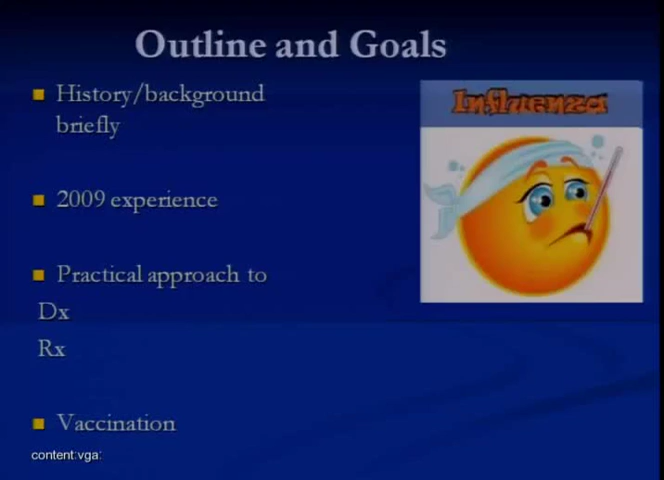 Outline and Goals
History/background
briefly
Influenza
2009 experience
Practical approach to
Dx
Rx
Vaccination
content:vga: